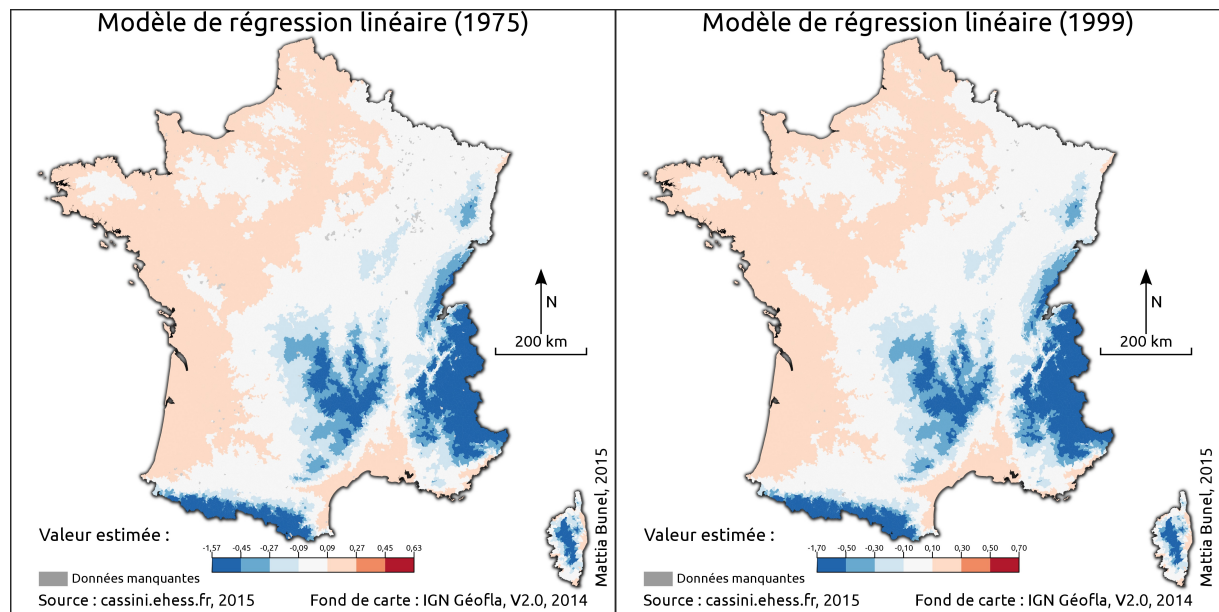 Modèle de régression linéaire (1975)
N
200 km
Valeur estimée :
-1,57 -0,45 -0,27 -0,09 0,09 0,27 0,45 0,63
Données manquantes
Source : cassini.ehess.fr, 2015 Fond de carte : IGN Géofla, V2.0, 2014
Mattia Bunel, 2015
Modèle de régression linéaire (1999)
N
200 km
Valeur estimée :
-1,70 -0,50 -0,30 -0,10 0,10 0,30 0,50 0,70
Données manquantes
Source : cassini.ehess.fr, 2015 Fond de carte : IGN Géofla, V2.0, 2014
Mattia Bunel, 2015